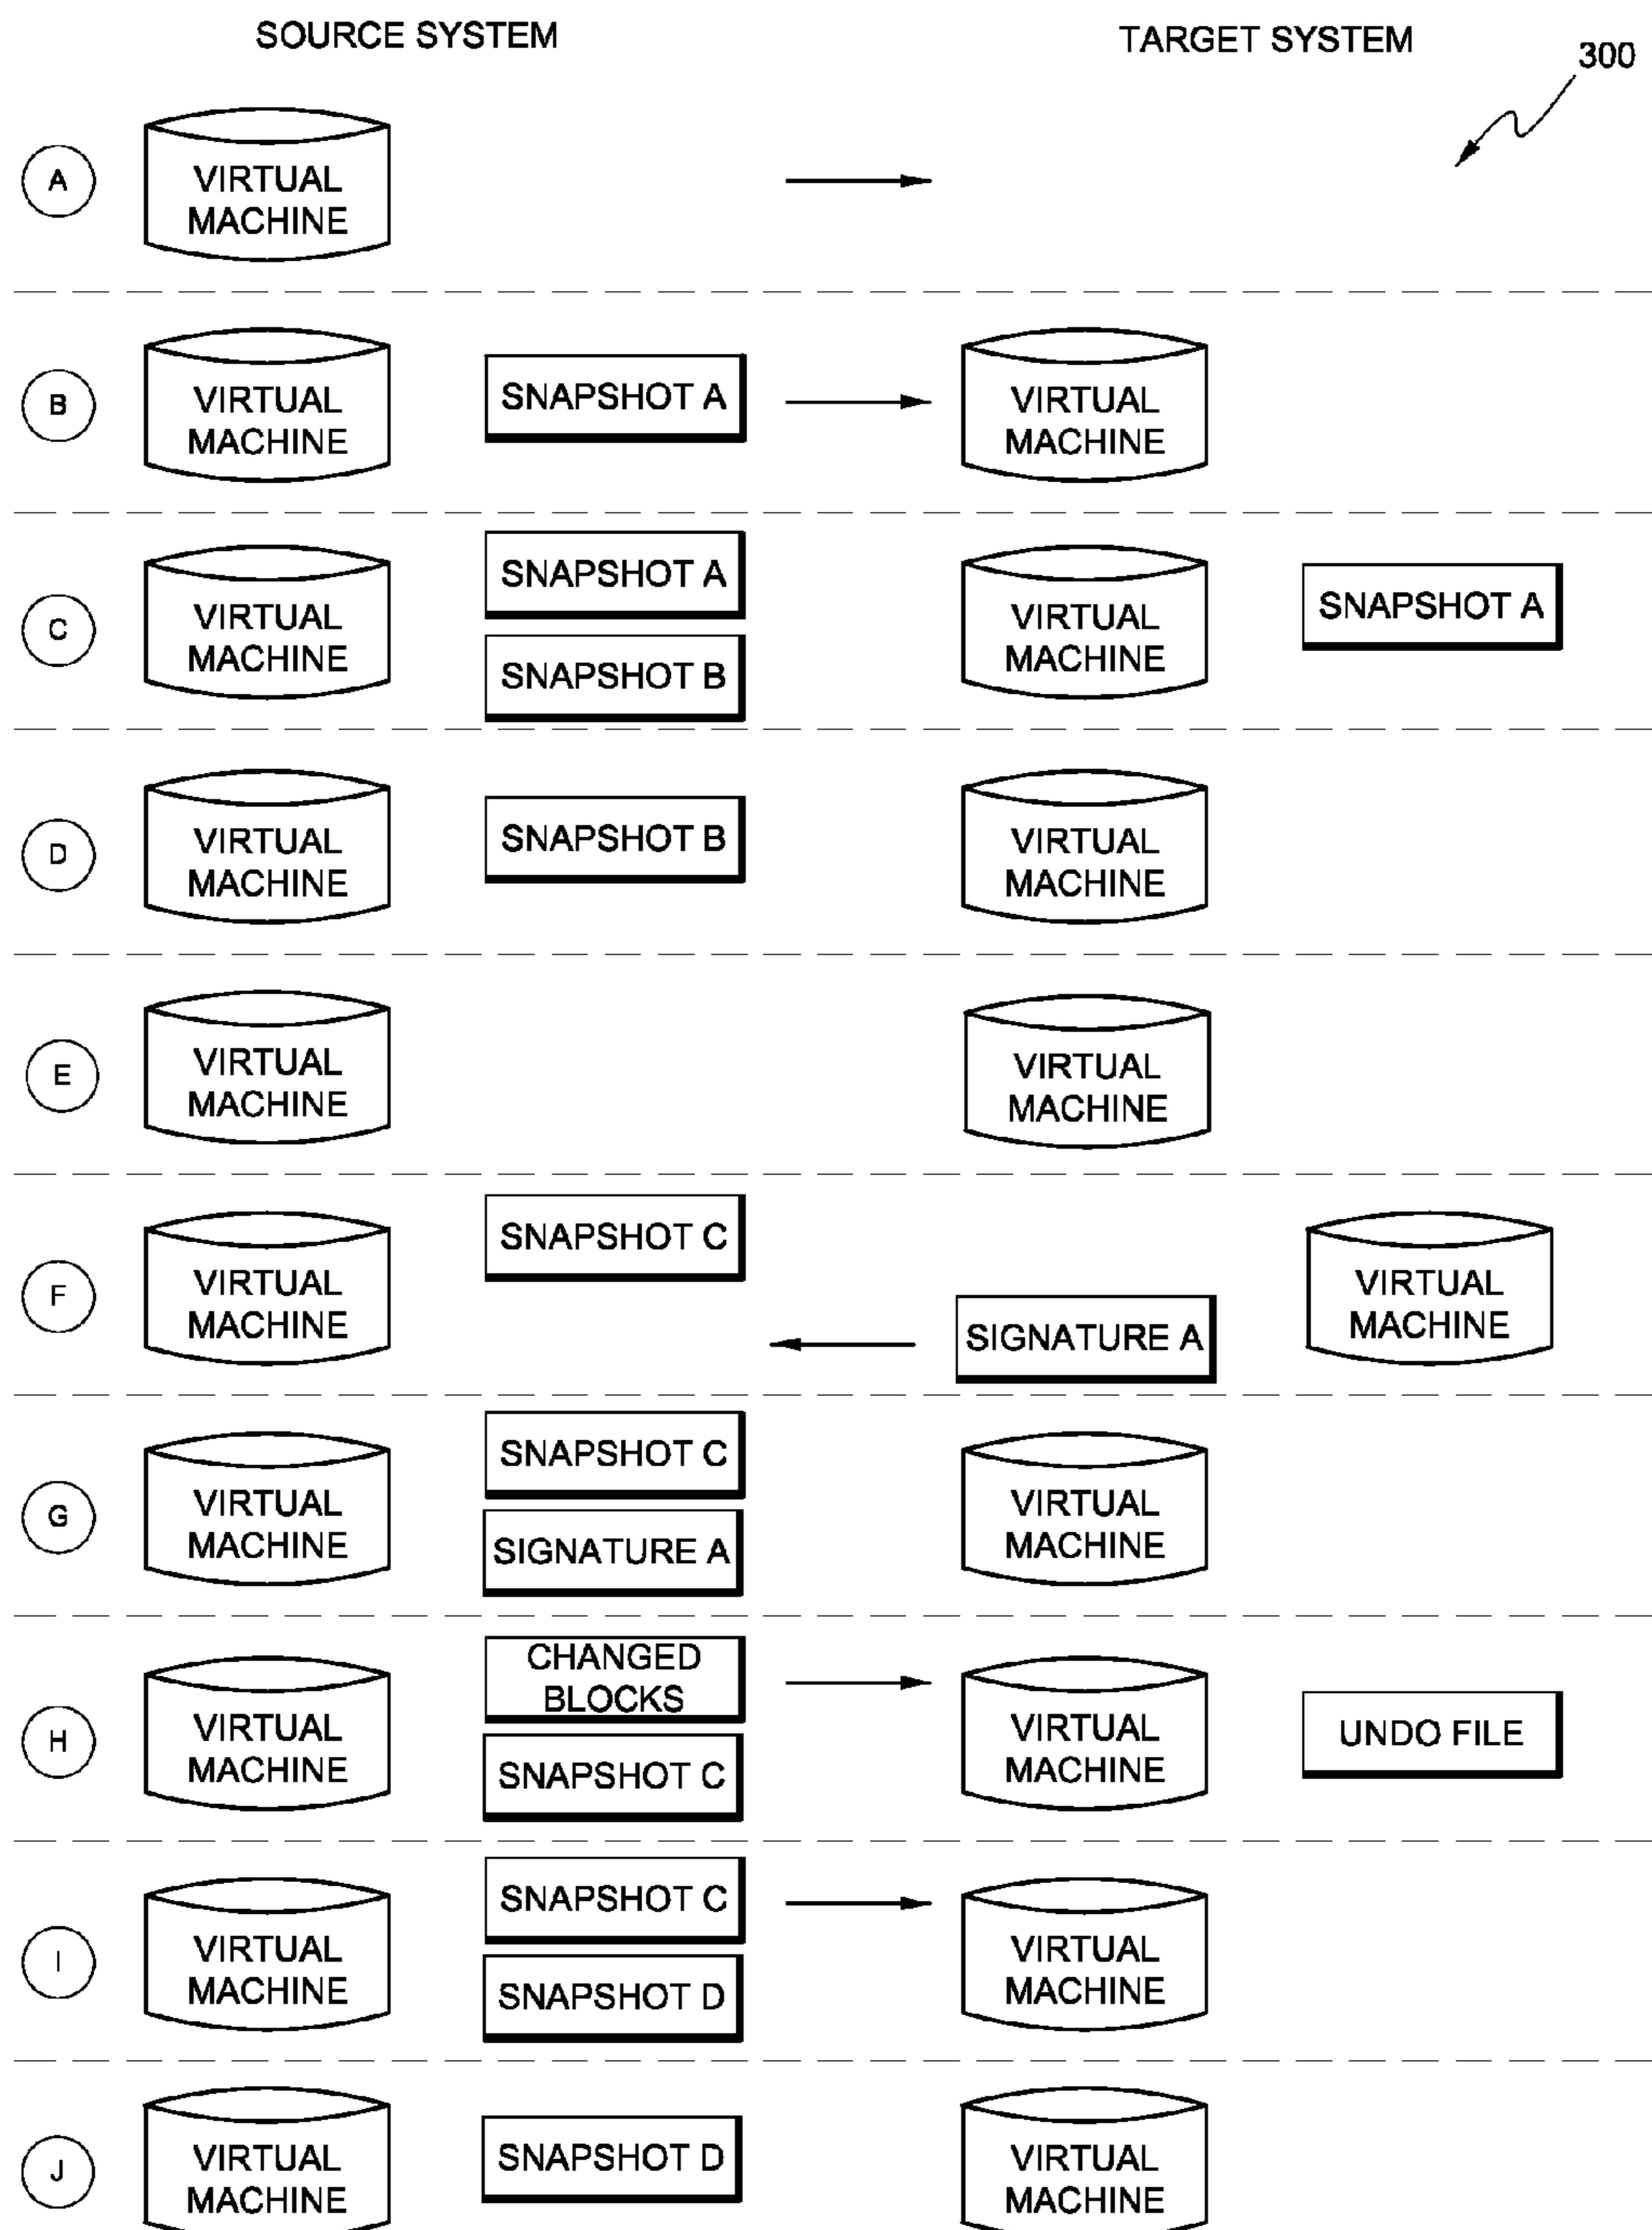 SOURCE SYSTEM
TARGET SYSTEM
300
A
VIRTUAL
MACHINE
B
VIRTUAL
MACHINE
SNAPSHOT A
VIRTUAL
MACHINE
C
VIRTUAL
MACHINE
SNAPSHOT A
SNAPSHOT B
VIRTUAL
MACHINE
SNAPSHOT A
D
VIRTUAL
MACHINE
SNAPSHOT B
VIRTUAL
MACHINE
E
VIRTUAL
MACHINE
VIRTUAL
MACHINE
F
VIRTUAL
MACHINE
SNAPSHOT C
SIGNATURE A
VIRTUAL
MACHINE
G
VIRTUAL
MACHINE
SNAPSHOT C
SIGNATURE A
VIRTUAL
MACHINE
H
VIRTUAL
MACHINE
CHANGED
BLOCKS
SNAPSHOT C
VIRTUAL
MACHINE
UNDO FILE
I
VIRTUAL
MACHINE
SNAPSHOT C
SNAPSHOT D
VIRTUAL
MACHINE
J
VIRTUAL
MACHINE
SNAPSHOT D
VIRTUAL
MACHINE